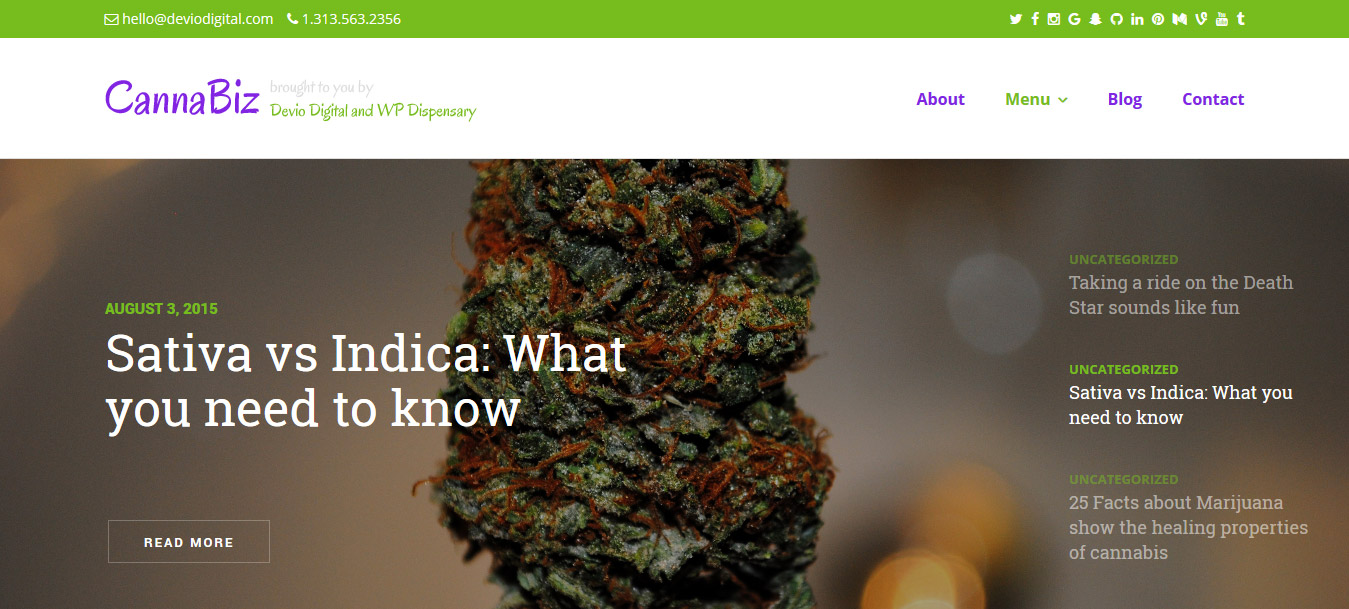 hello@deviodigital.com 1.313.563.2356
CannaBiz brought to you by
Devio Digital and WP Dispensary
About Menu Blog Contact
AUGUST 3, 2015
Sativa vs Indica: What
you need to know
READ MORE
UNCATEGORIZED
Taking a ride on the Death
Star sounds like fun
UNCATEGORIZED
Sativa vs Indica: What you
need to know
UNCATEGORIZED
25 Facts about Marijuana
show the healing properties
of cannabis